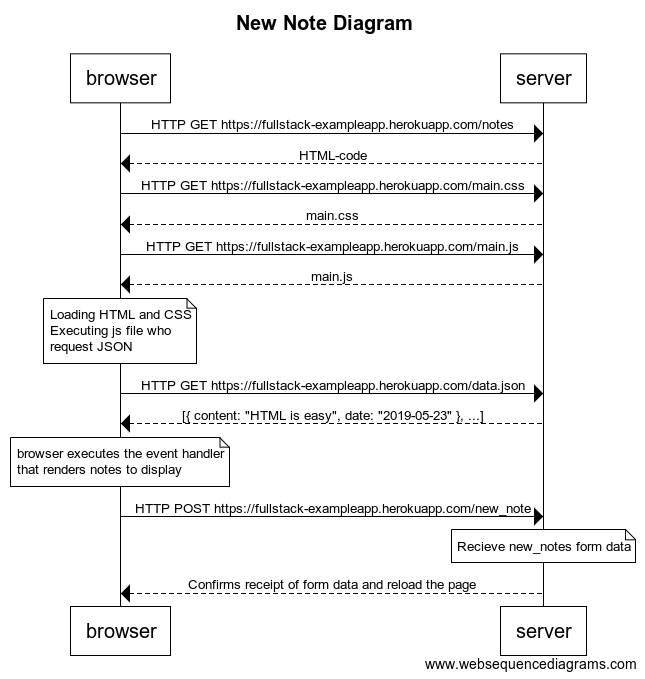 New Note Diagram
browser
server
HTTP GET https://fullstack-exampleapp.herokuapp.com/notes
HTML-code
HTTP GET https://fullstack-exampleapp.herokuapp.com/main.css
main.css
HTTP GET https://fullstack-exampleapp.herokuapp.com/main.js
main.js
Loading HTML and CSS
Executing js file who
request JSON
HTTP GET https://fullstack-exampleapp.herokuapp.com/data.json
[{ content: "HTML is easy", date: "2019-05-23" }, ...]
browser executes the event handler
that renders notes to display
HTTP POST https://fullstack-exampleapp.herokuapp.com/new_note
Recieve new_notes form data
Confirms receipt of form data and reload the page
browser
server
www.websequencediagrams.com